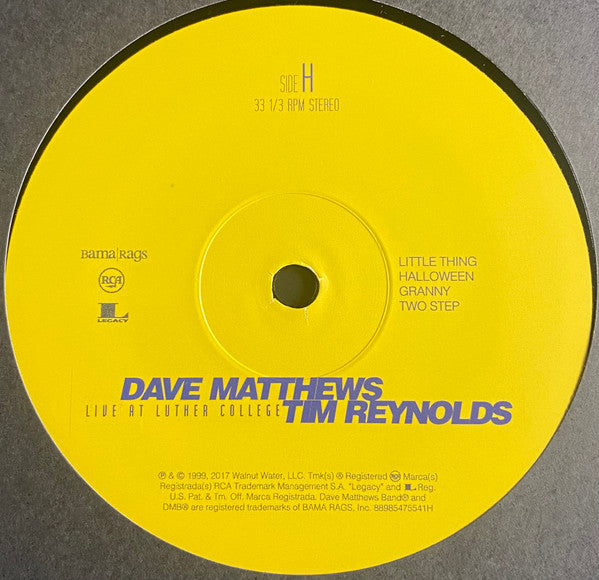 SIDE H
33 1/3 RPM STEREO
Bama|Rags
RCA
L
LEGACY
LITTLE THING
HALLOWEEN
GRANNY
TWO STEP
DAVE MATTHEWS
LIVE AT LUTHER COLLEGE TIM REYNOLDS
℗ & © 1999, 2017 Walnut Water, LLC. Tmk(s) ® Registered RCA Marca(s)
Registrada(s) RCA Trademark Management S.A. "Legacy" and L Reg.
U.S. Pat. & Tm. Off. Marca Registrada. Dave Matthews Band® and
DMB® are registered trademarks of BAMA RAGS, Inc. 88985475541H